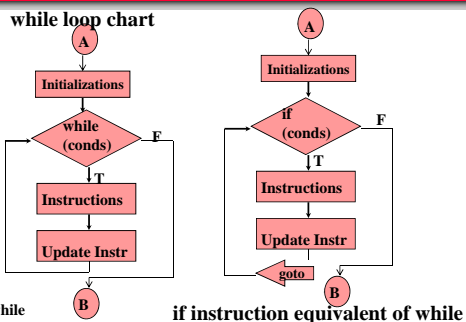 while loop chart
A
Initializations
while
(conds)
F
T
Instructions
Update Instr
B
hile
A
Initializations
if
(conds)
F
T
Instructions
Update Instr
goto
B
if instruction equivalent of while